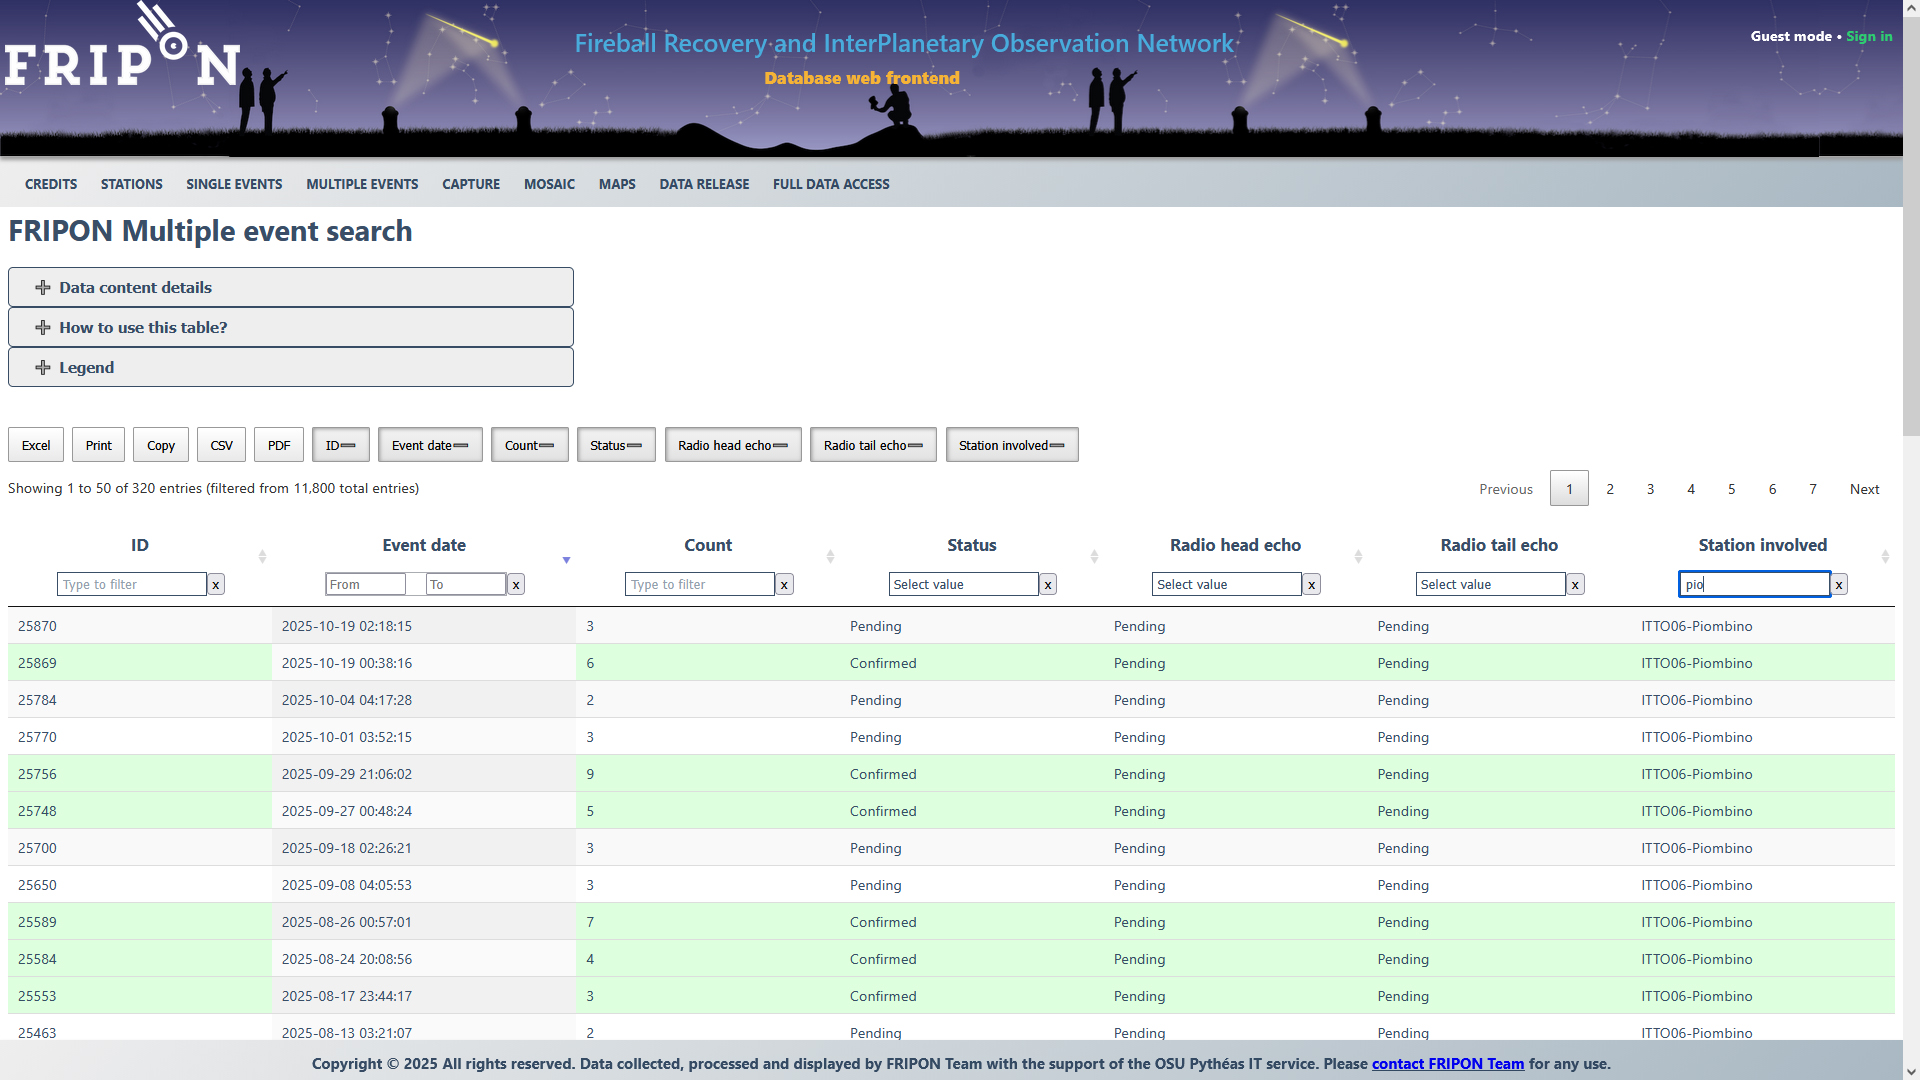 FRIPON
Fireball Recovery and InterPlanetary Observation Network
Database web frontend
Guest mode • Sign in
CREDITS STATIONS SINGLE EVENTS MULTIPLE EVENTS CAPTURE MOSAIC MAPS DATA RELEASE FULL DATA ACCESS
FRIPON Multiple event search
Data content details
How to use this table?
Legend
Excel Print Copy CSV PDF ID Event date Count Status Radio head echo Radio tail echo Station involved
Showing 1 to 50 of 320 entries (filtered from 11,800 total entries)
Previous 1 2 3 4 5 6 7 Next
ID Event date Count Status Radio head echo Radio tail echo Station involved
Type to filter x From To x Type to filter x Select value x Select value x Select value x pio x
25870 2025-10-19 02:18:15 3 Pending Pending Pending ITTO06-Piombino
25869 2025-10-19 00:38:16 6 Confirmed Pending Pending ITTO06-Piombino
25784 2025-10-04 04:17:28 2 Pending Pending Pending ITTO06-Piombino
25770 2025-10-01 03:52:15 3 Pending Pending Pending ITTO06-Piombino
25756 2025-09-29 21:06:02 9 Confirmed Pending Pending ITTO06-Piombino
25748 2025-09-27 00:48:24 5 Confirmed Pending Pending ITTO06-Piombino
25700 2025-09-18 02:26:21 3 Pending Pending Pending ITTO06-Piombino
25650 2025-09-08 04:05:53 3 Pending Pending Pending ITTO06-Piombino
25589 2025-08-26 00:57:01 7 Confirmed Pending Pending ITTO06-Piombino
25584 2025-08-24 20:08:56 4 Confirmed Pending Pending ITTO06-Piombino
25553 2025-08-17 23:44:17 3 Confirmed Pending Pending ITTO06-Piombino
25463 2025-08-13 03:21:07 2 Pending Pending Pending ITTO06-Piombino
Copyright © 2025 All rights reserved. Data collected, processed and displayed by FRIPON Team with the support of the OSU Pythéas IT service. Please contact FRIPON Team for any use.